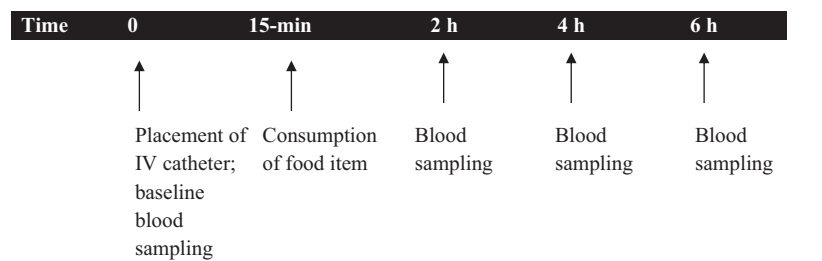 Time 0 15-min 2 h 4 h 6 h
Placement of Consumption Blood Blood Blood
IV catheter; of food item sampling sampling sampling
baseline
blood
sampling